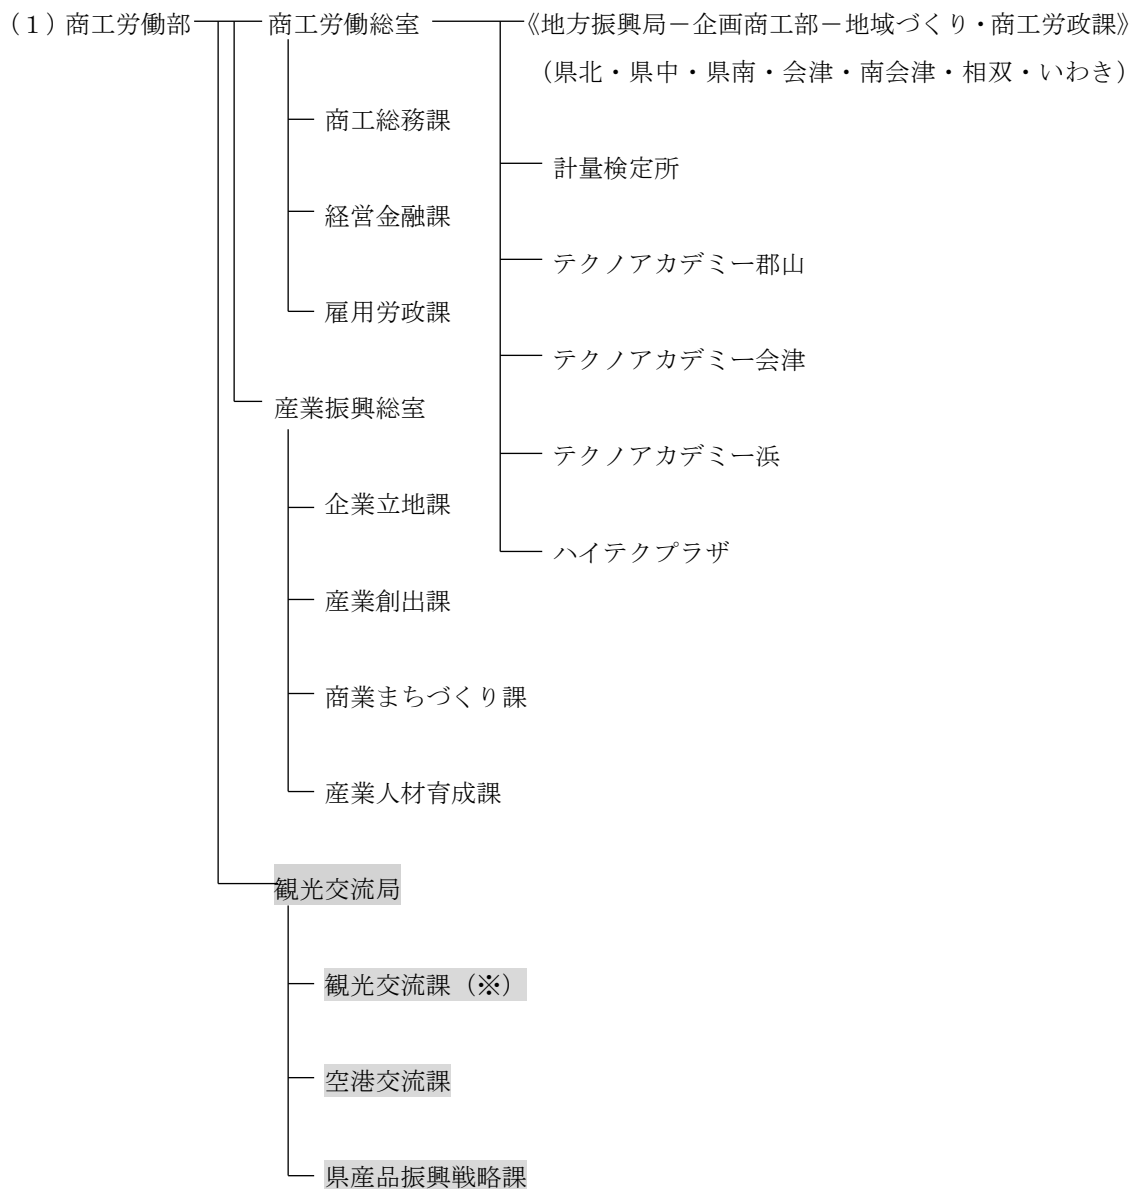 （１）商工労働部　商工労働総室　《地方振興局－企画商工部－地域づくり・商工労政課》
（県北・県中・県南・会津・南会津・相双・いわき）
商工総務課
計量検定所
経営金融課
テクノアカデミー郡山
雇用労政課
テクノアカデミー会津
産業振興総室
テクノアカデミー浜
企業立地課
ハイテクプラザ
産業創出課
商業まちづくり課
産業人材育成課
観光交流局
観光交流課（※）
空港交流課
県産品振興戦略課